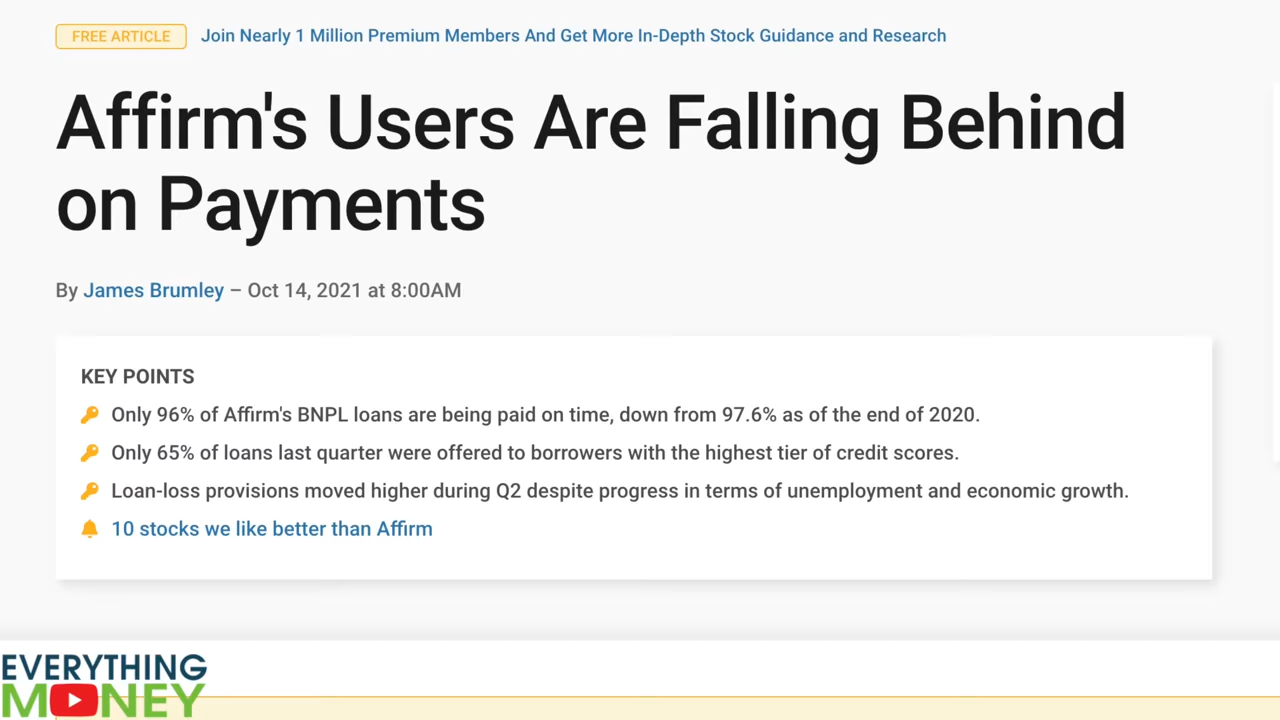 FREE ARTICLE Join Nearly 1 Million Premium Members And Get More In-Depth Stock Guidance and Research
Affirm's Users Are Falling Behind
on Payments
By James Brumley – Oct 14, 2021 at 8:00AM
KEY POINTS
Only 96% of Affirm's BNPL loans are being paid on time, down from 97.6% as of the end of 2020.
Only 65% of loans last quarter were offered to borrowers with the highest tier of credit scores.
Loan-loss provisions moved higher during Q2 despite progress in terms of unemployment and economic growth.
10 stocks we like better than Affirm
EVERYTHING
MONEY